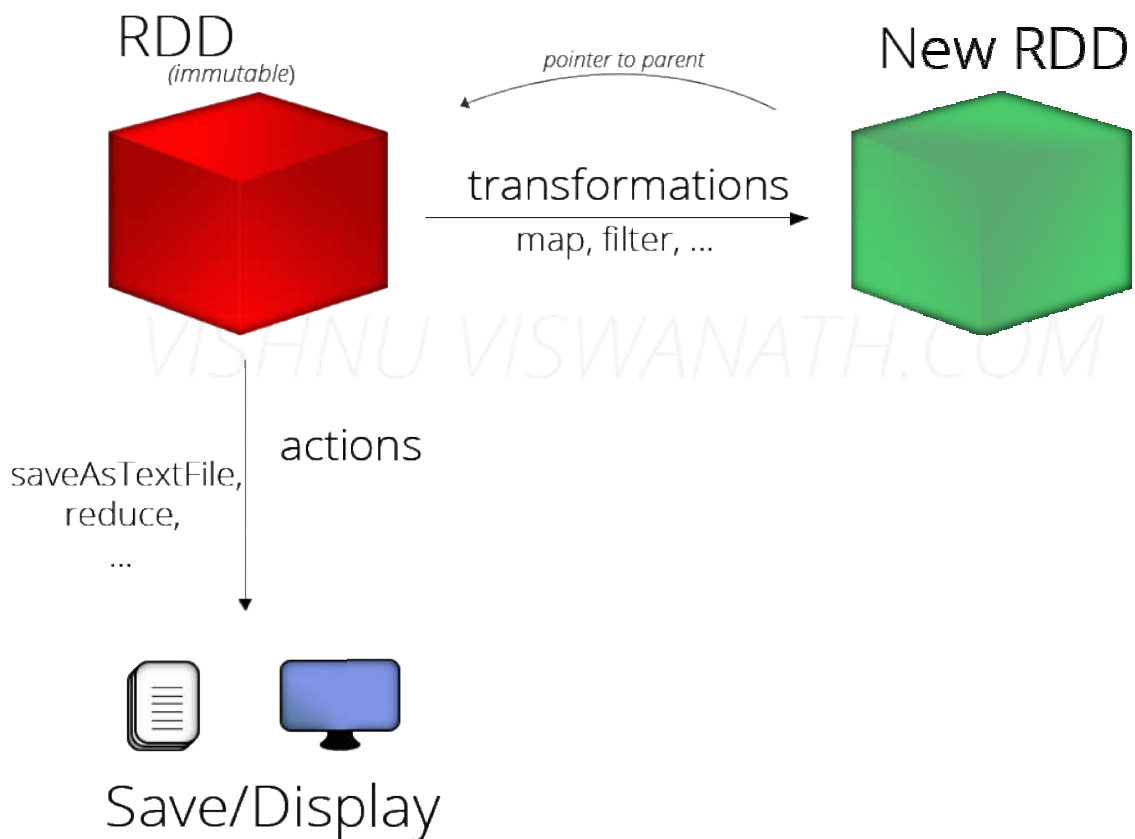 RDD
(immutable)
pointer to parent
New RDD
transformations
map, filter, ...
VISHNU VISWANATH.COM
actions
saveAsTextFile,
reduce,
...
Save/Display